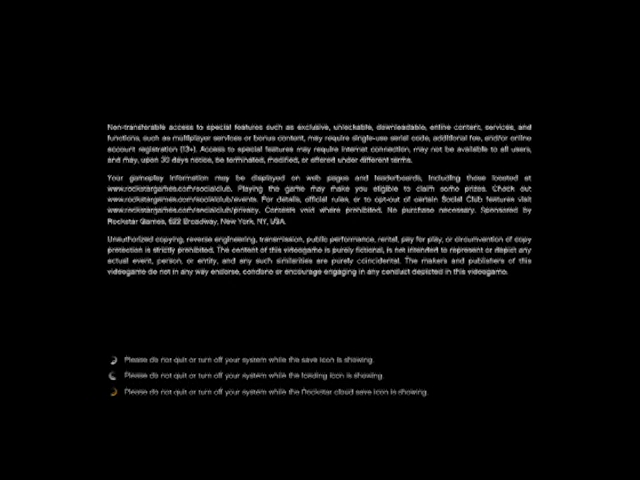 Non-transferable access to special features such as exclusive, unlockable, downloadable, online content, services, and
functions, such as multiplayer services or bonus content, may require single-use serial code, additional fee, and/or online
account registration (13+). Access to special features may require internet connection, may not be available to all users,
and may, upon 30 days notice, be terminated, modified, or offered under different terms.
Your gameplay information may be displayed on web pages and leaderboards, including those located at
www.rockstargames.com/socialclub. Playing the game may make you eligible to claim some prizes. Check out
www.rockstargames.com/socialclub/events. For details, official rules, or to opt-out of certain Social Club features visit
www.rockstargames.com/socialclub/privacy. Contests void where prohibited. No purchase necessary. Sponsored by
Rockstar Games, 622 Broadway, New York, NY, USA.
Unauthorized copying, reverse engineering, transmission, public performance, rental, pay for play, or circumvention of copy
protection is strictly prohibited. The content of this videogame is purely fictional, is not intended to represent or depict any
actual event, person, or entity, and any such similarities are purely coincidental. The makers and publishers of this
videogame do not in any way endorse, condone or encourage engaging in any conduct depicted in this videogame.
Please do not quit or turn off your system while the save icon is showing.
Please do not quit or turn off your system while the loading icon is showing.
Please do not quit or turn off your system while the Rockstar cloud save icon is showing.